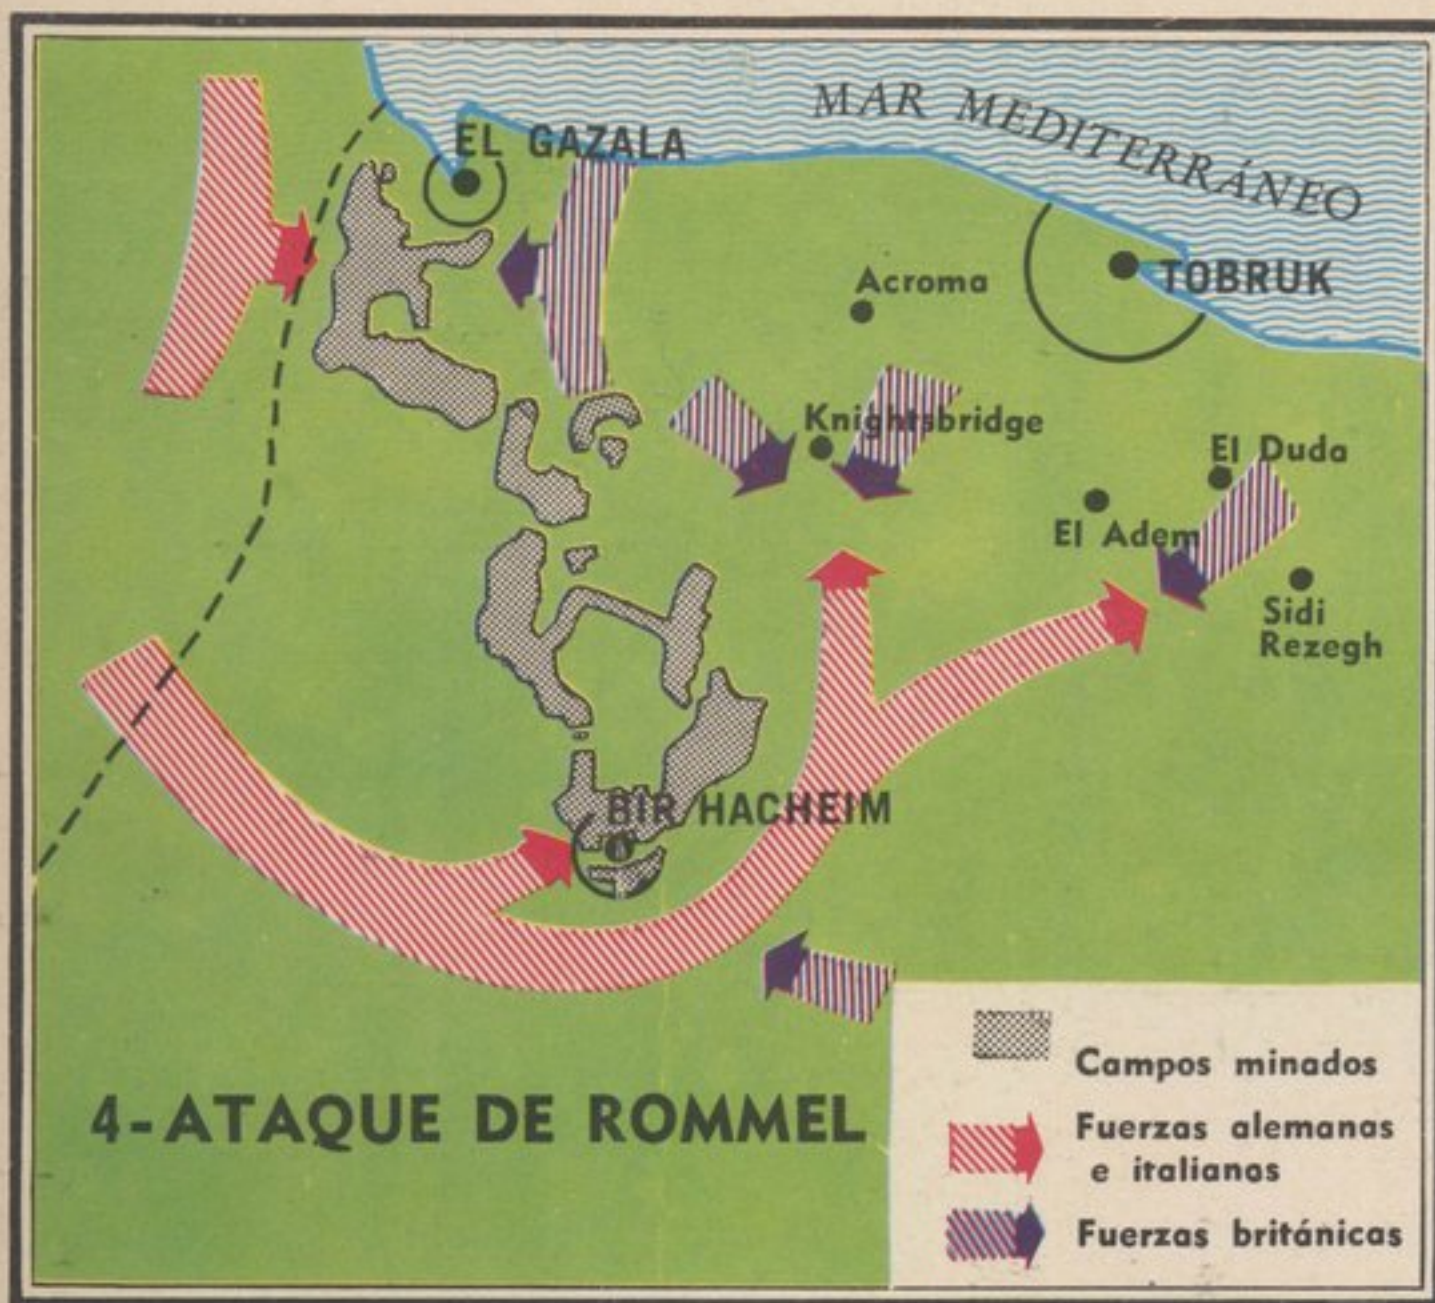 MAR MEDITERRÁNEO
EL GAZALA
TOBRUK
Acroma
Knightsbridge
El Duda
El Adem
Sidi
Rezegh
BIR HACHEIM
4-ATAQUE DE ROMMEL
Campos minados
Fuerzas alemanas
e italianos
Fuerzas británicas